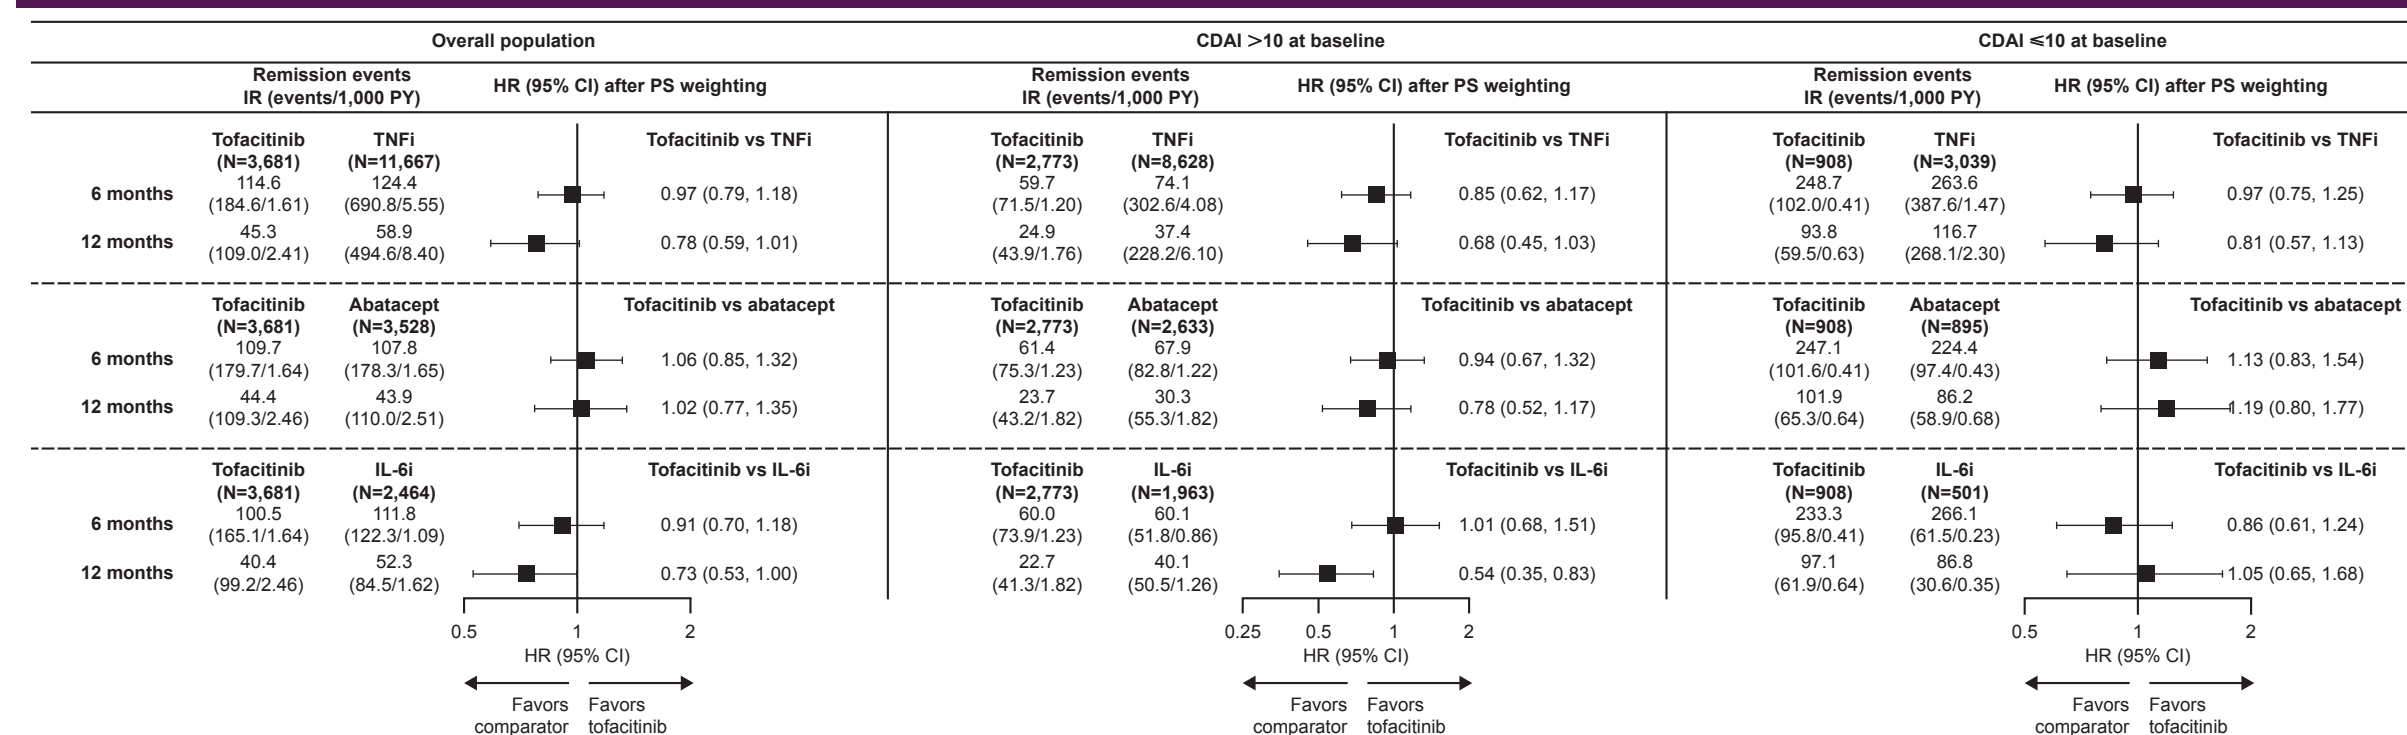 Overall population CDAI >10 at baseline CDAI ⩽10 at baseline
Remission events Remission events Remission events
IR (events/1,000 PY) HR (95% CI) after PS weighting IR (events/1,000 PY) HR (95% CI) after PS weighting IR (events/1,000 PY) HR (95% CI) after PS weighting
Tofacitinib TNFi Tofacitinib vs TNFi Tofacitinib TNFi Tofacitinib vs TNFi Tofacitinib TNFi Tofacitinib vs TNFi
(N=3,681) (N=11,667) (N=2,773) (N=8,628) (N=908) (N=3,039)
114.6 124.4 59.7 74.1 248.7 263.6
6 months 0.97 (0.79, 1.18) 0.85 (0.62, 1.17) 0.97 (0.75, 1.25)
(184.6/1.61) (690.8/5.55) (71.5/1.20) (302.6/4.08) (102.0/0.41) (387.6/1.47)
45.3 58.9 24.9 37.4 93.8 116.7
12 months 0.78 (0.59, 1.01) 0.68 (0.45, 1.03) 0.81 (0.57, 1.13)
(109.0/2.41) (494.6/8.40) (43.9/1.76) (228.2/6.10) (59.5/0.63) (268.1/2.30)
Tofacitinib Abatacept Tofacitinib vs abatacept Tofacitinib Abatacept Tofacitinib vs abatacept Tofacitinib Abatacept Tofacitinib vs abatacept
(N=3,681) (N=3,528) (N=2,773) (N=2,633) (N=908) (N=895)
109.7 107.8 61.4 67.9 247.1 224.4
6 months 1.06 (0.85, 1.32) 0.94 (0.67, 1.32) 1.13 (0.83, 1.54)
(179.7/1.64) (178.3/1.65) (75.3/1.23) (82.8/1.22) (101.6/0.41) (97.4/0.43)
44.4 43.9 23.7 30.3 101.9 86.2
12 months 1.02 (0.77, 1.35) 0.78 (0.52, 1.17) 1.19 (0.80, 1.77)
(109.3/2.46) (110.0/2.51) (43.2/1.82) (55.3/1.82) (65.3/0.64) (58.9/0.68)
Tofacitinib IL-6i Tofacitinib vs IL-6i Tofacitinib IL-6i Tofacitinib vs IL-6i Tofacitinib IL-6i Tofacitinib vs IL-6i
(N=3,681) (N=2,464) (N=2,773) (N=1,963) (N=908) (N=501)
100.5 111.8 60.0 60.1 233.3 266.1
6 months 0.91 (0.70, 1.18) 1.01 (0.68, 1.51) 0.86 (0.61, 1.24)
(165.1/1.64) (122.3/1.09) (73.9/1.23) (51.8/0.86) (95.8/0.41) (61.5/0.23)
40.4 52.3 22.7 40.1 97.1 86.8
12 months 0.73 (0.53, 1.00) 0.54 (0.35, 0.83) 1.05 (0.65, 1.68)
(99.2/2.46) (84.5/1.62) (41.3/1.82) (50.5/1.26) (61.9/0.64) (30.6/0.35)
0.5 1 2 0.25 0.5 1 2 0.5 1 2
HR (95% CI) HR (95% CI) HR (95% CI)
Favors Favors Favors Favors Favors Favors
comparator tofacitinib comparator tofacitinib comparator tofacitinib